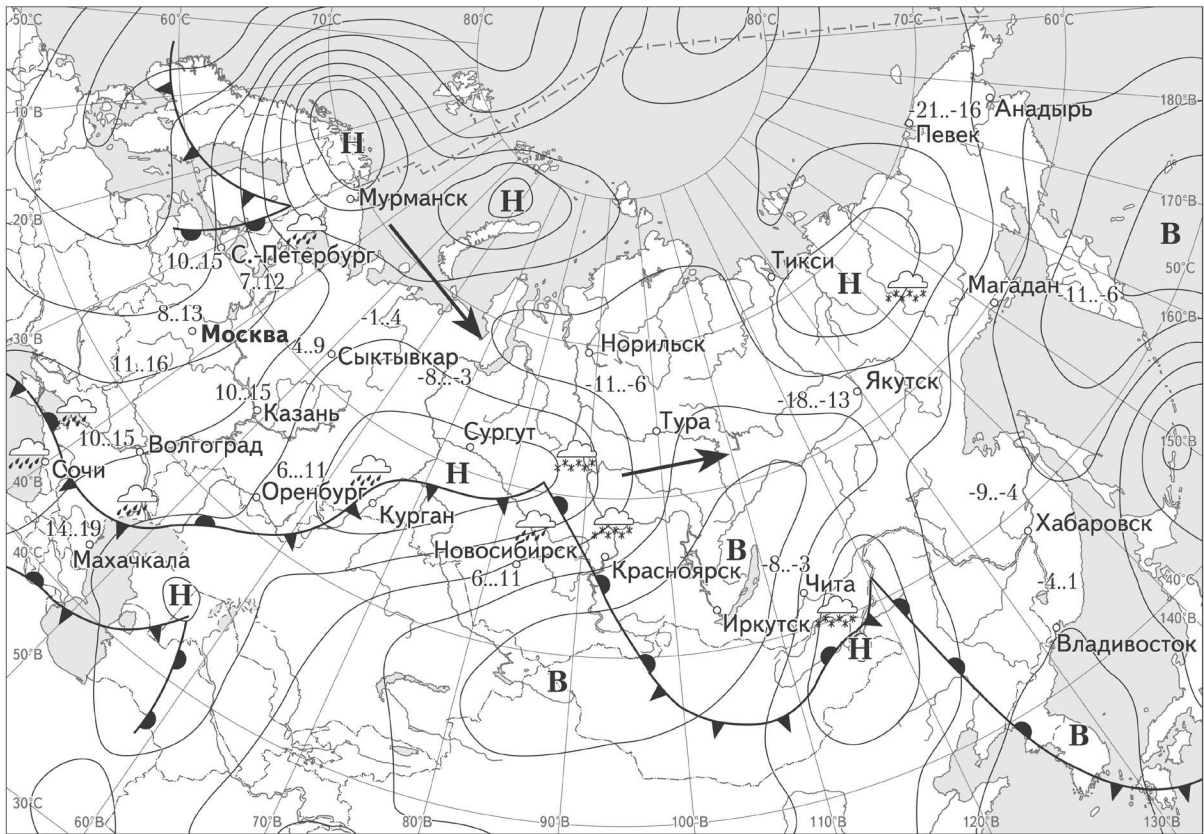 50°С 60°С 70°С 80°С 80°С 70°С 60°С
10°В
180°В
-21..-16 Анадырь
Певек
Н
Мурманск
20°В
Н
170°В
В
С.-Петербург
10..15
7..12
Тикси
Н
Магадан
50°С
-11..-6
160°В
8..13
Москва
-1..4
30°В
4..9
Сыктывкар
Норильск
11..16
-8..-3
-11..-6
Якутск
-18..-13
10..15
Казань
Тура
150°В
10..15
Волгоград
Сургут
Сочи
6...11
Н
40°В
Оренбург
-9..-4
Курган
Хабаровск
14..19
Махачкала
40°С
Новосибирск
6...11
Красноярск
В
-8..-3
40°С
-4..1
Чита
Н
Иркутск
140°В
Владивосток
50°В
Н
В
В
30°С
60°В 70°В 80°В 90°В 100°В 110°В 120°В 30°С 130°В